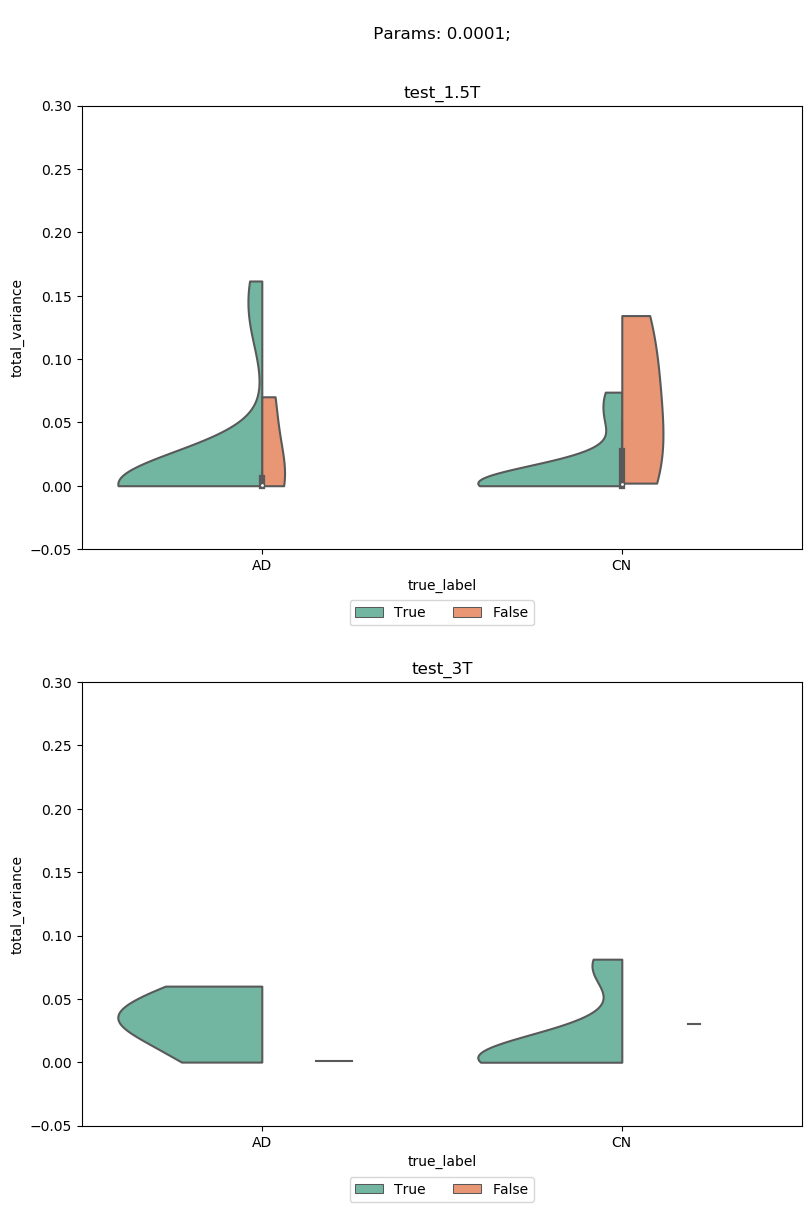 Params: 0.0001;
test_1.5T
0.30
0.25
0.20
0.15
0.10
0.05
0.00
−0.05
total_variance
AD CN
true_label
True False
test_3T
0.30
0.25
0.20
0.15
0.10
0.05
0.00
−0.05
total_variance
AD CN
true_label
True False